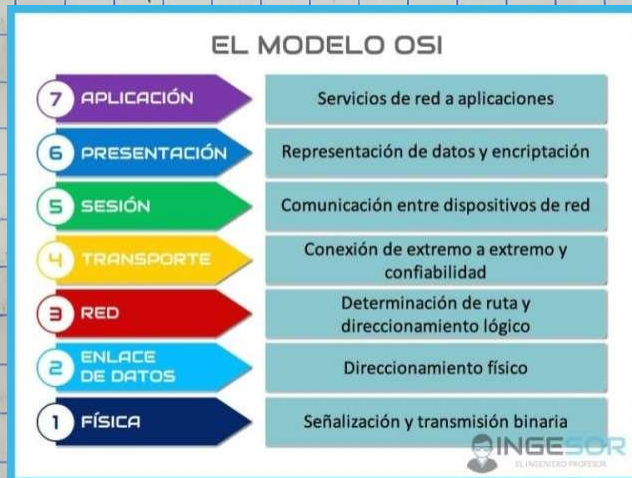 EL MODELO OSI
7 APLICACIÓN
Servicios de red a aplicaciones
6 PRESENTACIÓN
Representación de datos y encriptación
5 SESIÓN
Comunicación entre dispositivos de red
4 TRANSPORTE
Conexión de extremo a extremo y
confiabilidad
3 RED
Determinación de ruta y
direccionamiento lógico
2 ENLACE
DE DATOS
Direccionamiento físico
1 FÍSICA
Señalización y transmisión binaria
INGESOR
EL INGENIERO PROFESOR